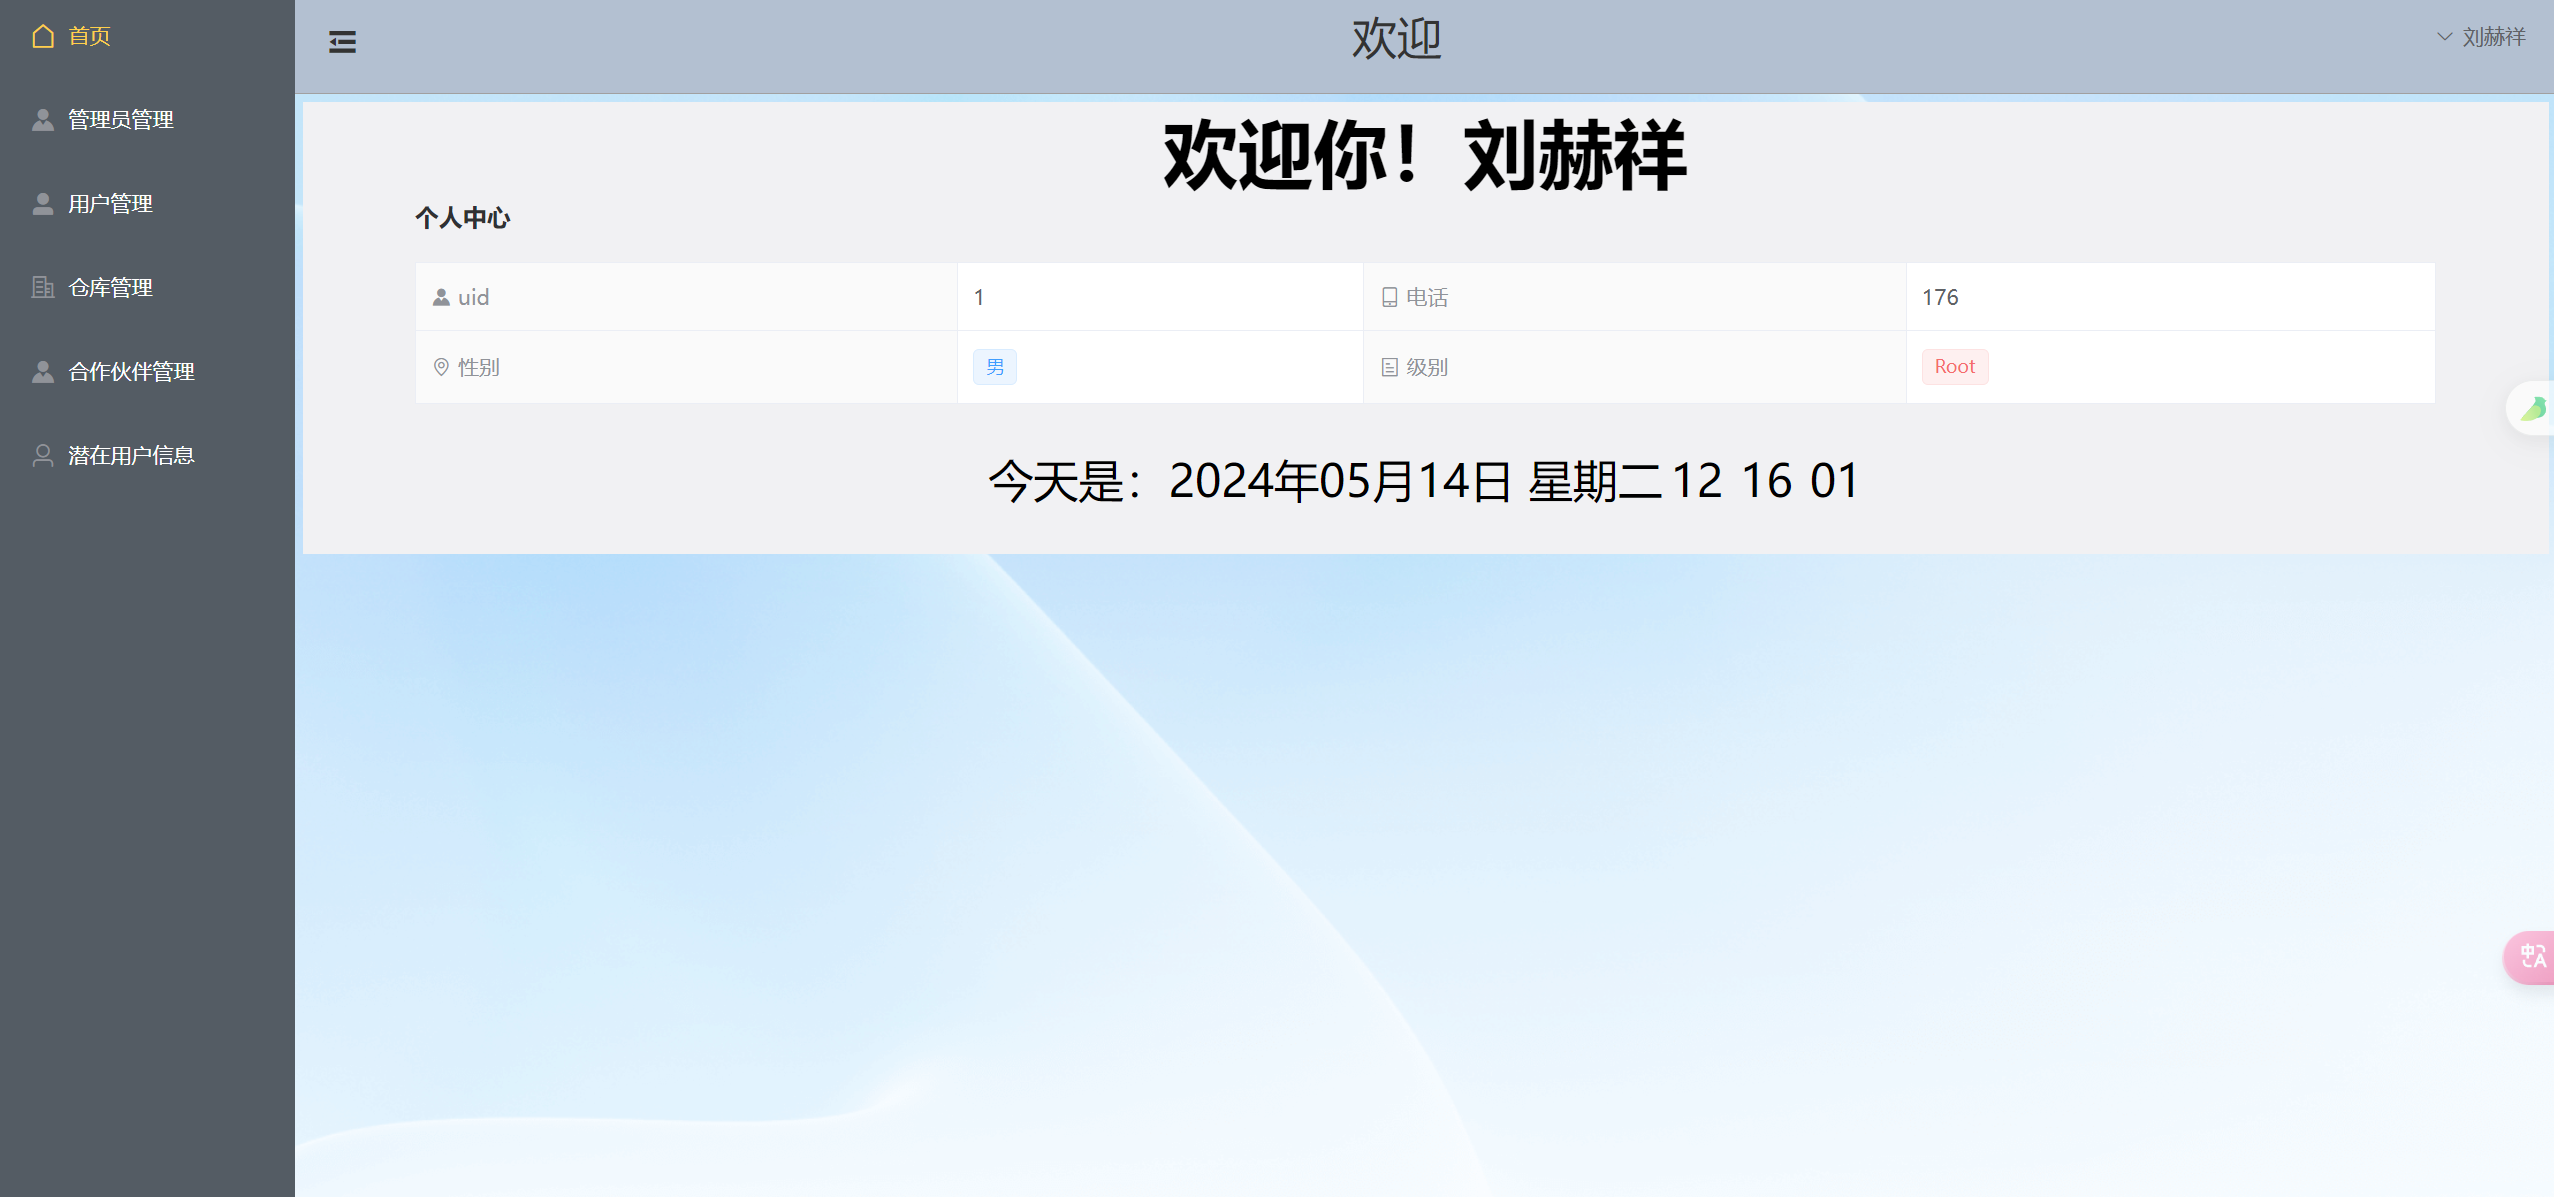 首页
管理员管理
用户管理
仓库管理
合作伙伴管理
潜在用户信息
欢迎
刘赫祥
欢迎你！刘赫祥
个人中心
uid 1 电话 176
性别 男 级别 Root
今天是：2024年05月14日 星期二 12 16 01
中A